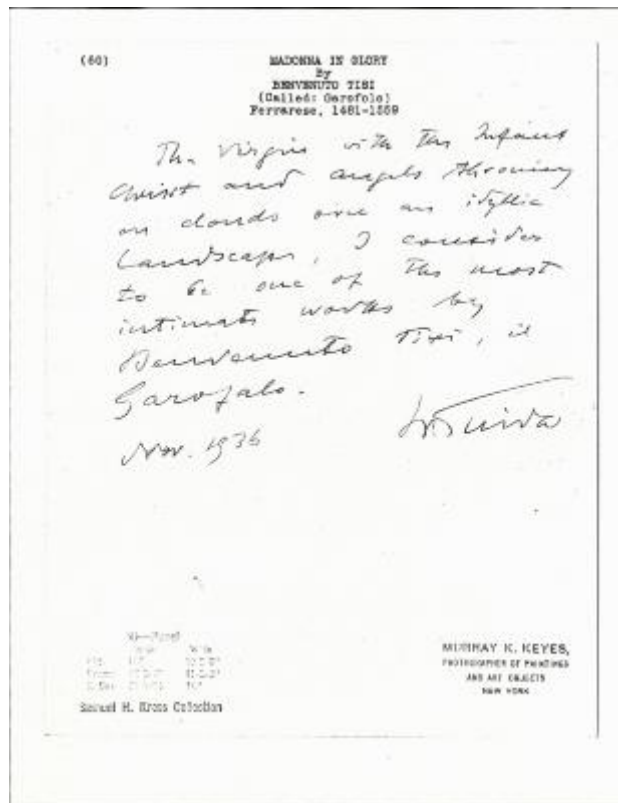 (60)
MADONNA IN GLORY
By
BENVENUTO TISI
(Called: Garofolo)
Ferrarese, 1481-1559
The Virgin with the Infant
Christ and angels throning
on clouds over an idyllic
Landscape, I consider
to be one of the most
intimate works by
Benvenuto Tisi, il
Garofalo.
Nov. 1936
W. Suida
Samuel H. Kress Collection
MURRAY K. KEYES,
PHOTOGRAPHER OF PAINTINGS
AND ART OBJECTS
NEW YORK